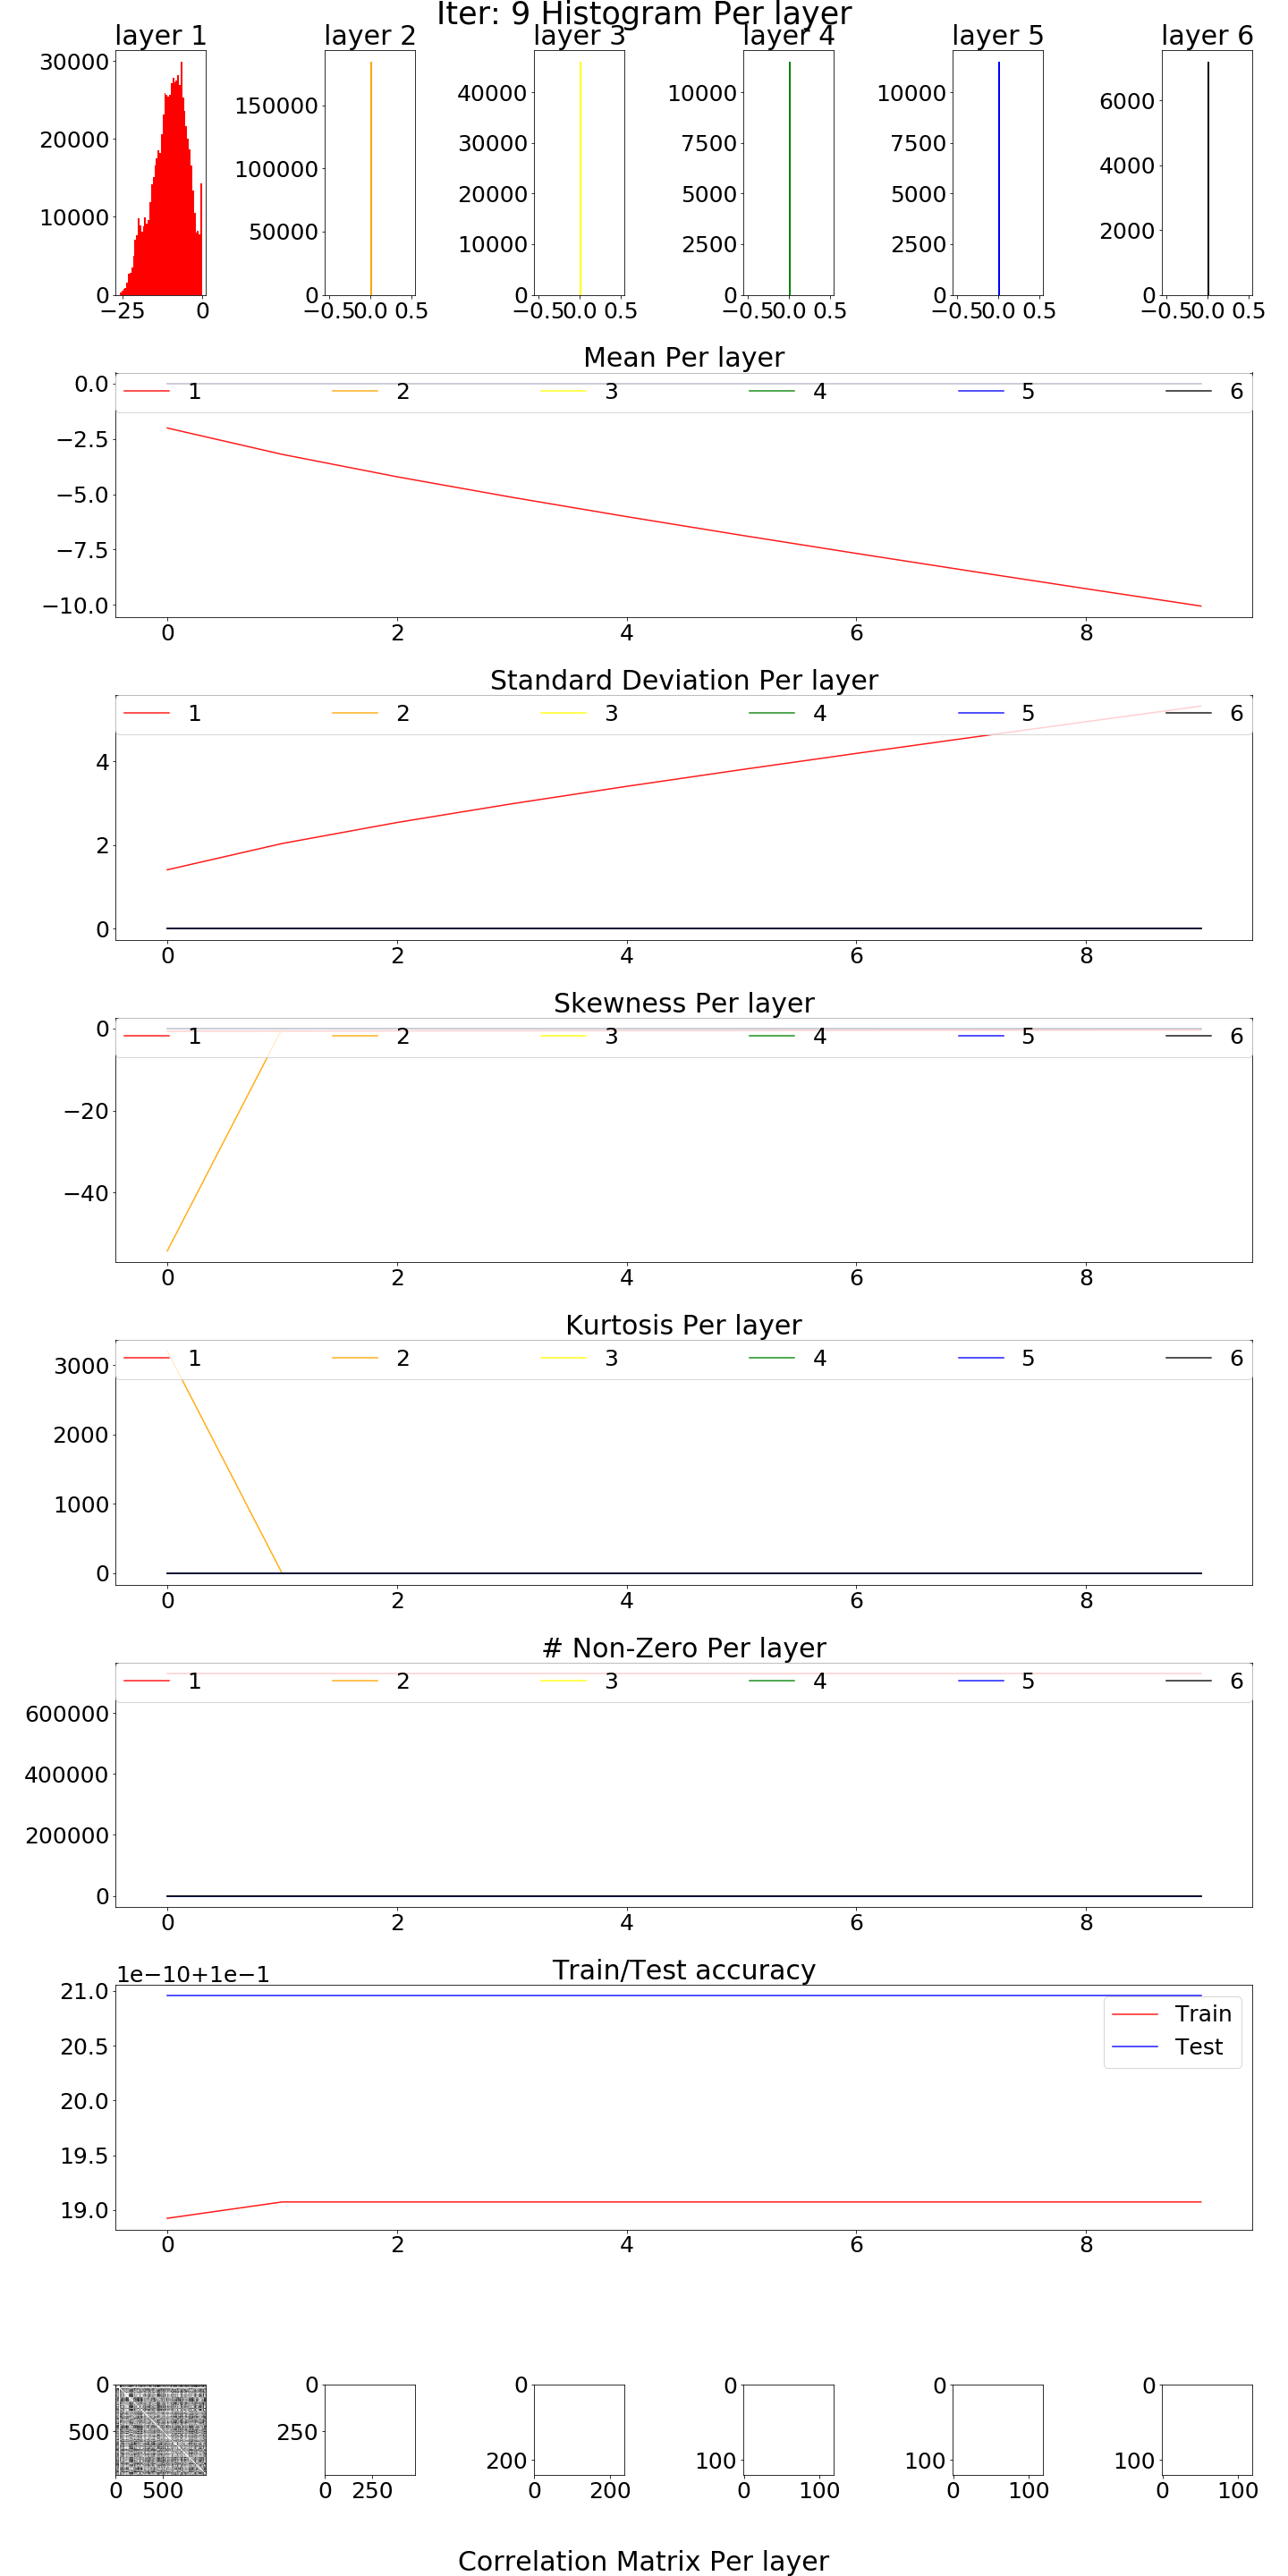 Iter: 9 Histogram Per layer
layer 1 layer 2 layer 3 layer 4 layer 5 layer 6
30000
20000
10000
0
−25 0
150000
100000
50000
0
−0.5 0.0 0.5
40000
30000
20000
10000
0
−0.5 0.0 0.5
10000
7500
5000
2500
0
−0.5 0.0 0.5
10000
7500
5000
2500
0
−0.5 0.0 0.5
6000
4000
2000
0
−0.5 0.0 0.5
Mean Per layer
1 2 3 4 5 6
0.0
−2.5
−5.0
−7.5
−10.0
0 2 4 6 8
Standard Deviation Per layer
1 2 3 4 5 6
4
2
0
0 2 4 6 8
Skewness Per layer
1 2 3 4 5 6
0
−20
−40
0 2 4 6 8
Kurtosis Per layer
1 2 3 4 5 6
3000
2000
1000
0
0 2 4 6 8
# Non-Zero Per layer
1 2 3 4 5 6
600000
400000
200000
0
0 2 4 6 8
Train/Test accuracy
1e−10+1e−1
21.0
20.5
20.0
19.5
19.0
Train
Test
0 2 4 6 8
0
500
0 500
0
250
0 250
0
200
0 200
0
100
0 100
0
100
0 100
0
100
0 100
Correlation Matrix Per layer